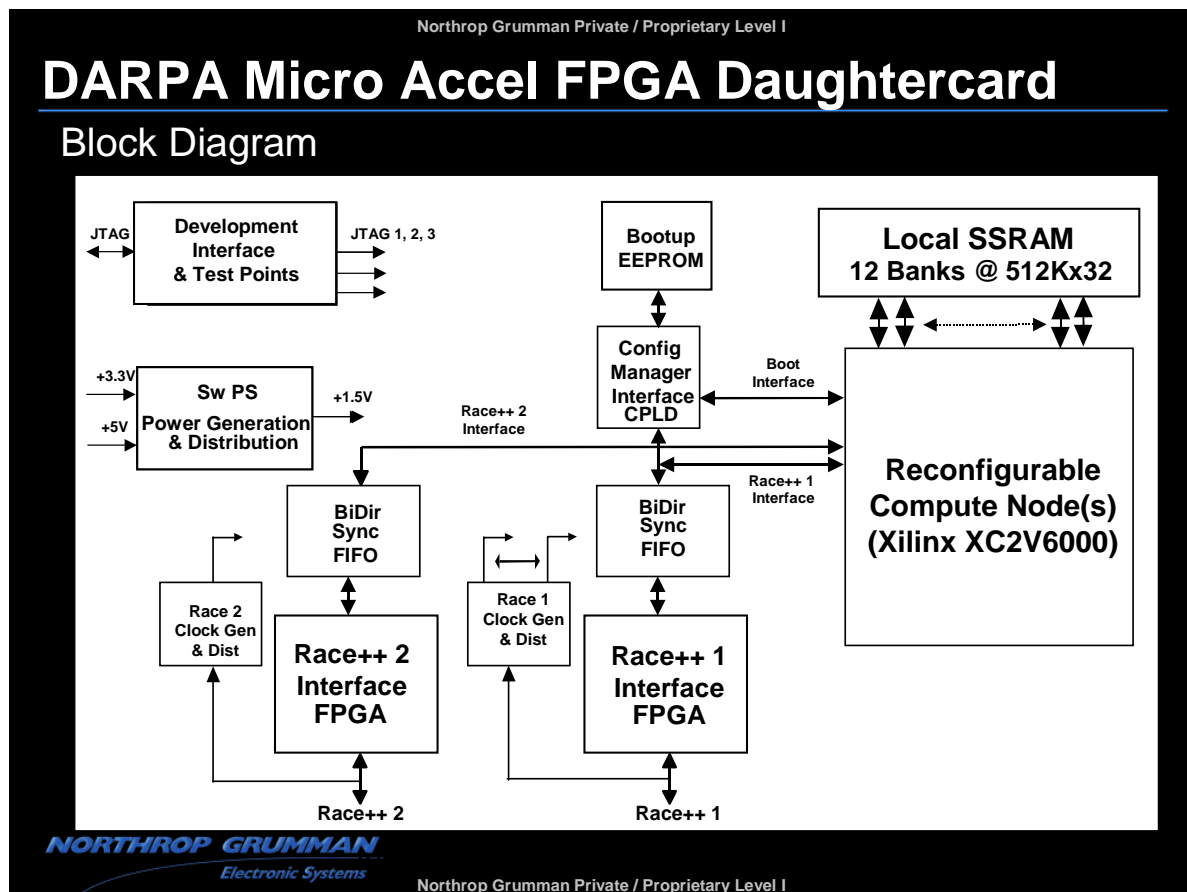 Northrop Grumman Private / Proprietary Level I
DARPA Micro Accel FPGA Daughtercard
Block Diagram
JTAG
Development
Interface
& Test Points
JTAG 1, 2, 3
Bootup
EEPROM
Local SSRAM
12 Banks @ 512Kx32
Config
Manager
Interface
CPLD
Boot
Interface
+3.3V
+5V
Sw PS
Power Generation
& Distribution
+1.5V
Race++ 2
Interface
Race++ 1
Interface
Reconfigurable
Compute Node(s)
(Xilinx XC2V6000)
BiDir
Sync
FIFO
BiDir
Sync
FIFO
Race 2
Clock Gen
& Dist
Race++ 2
Interface
FPGA
Race 1
Clock Gen
& Dist
Race++ 1
Interface
FPGA
Race++ 2
Race++ 1
NORTHROP GRUMMAN
Electronic Systems
Northrop Grumman Private / Proprietary Level I